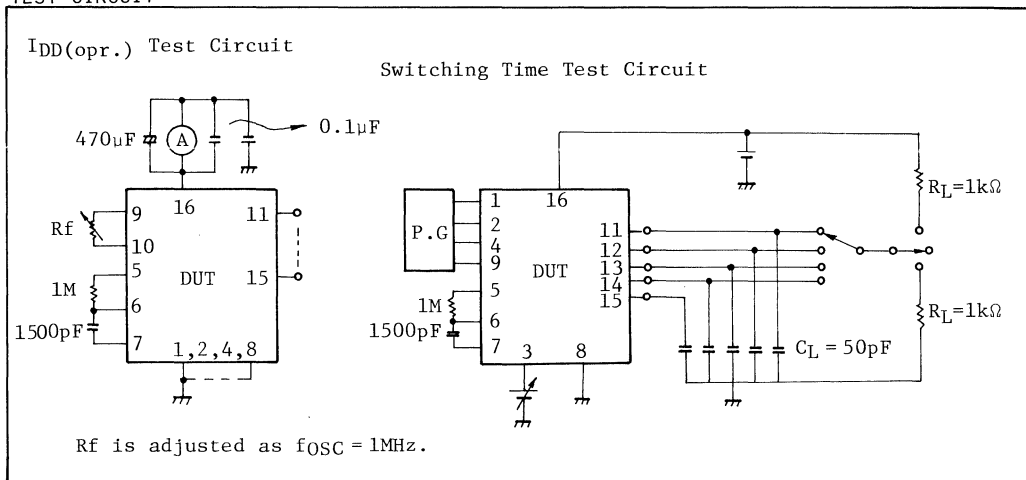 TEST CIRCUIT
IDD(opr.) Test Circuit
Switching Time Test Circuit
470μF
A
0.1μF
16
9
11
Rf
10
5
DUT
15
1M
6
1500pF
7
1,2,4,8
Rf is adjusted as fOSC = 1MHz.
P.G
1
2
4
9
16
11
12
13
14
15
5
DUT
1M
6
1500pF
7
3
8
RL=1kΩ
RL=1kΩ
CL = 50pF